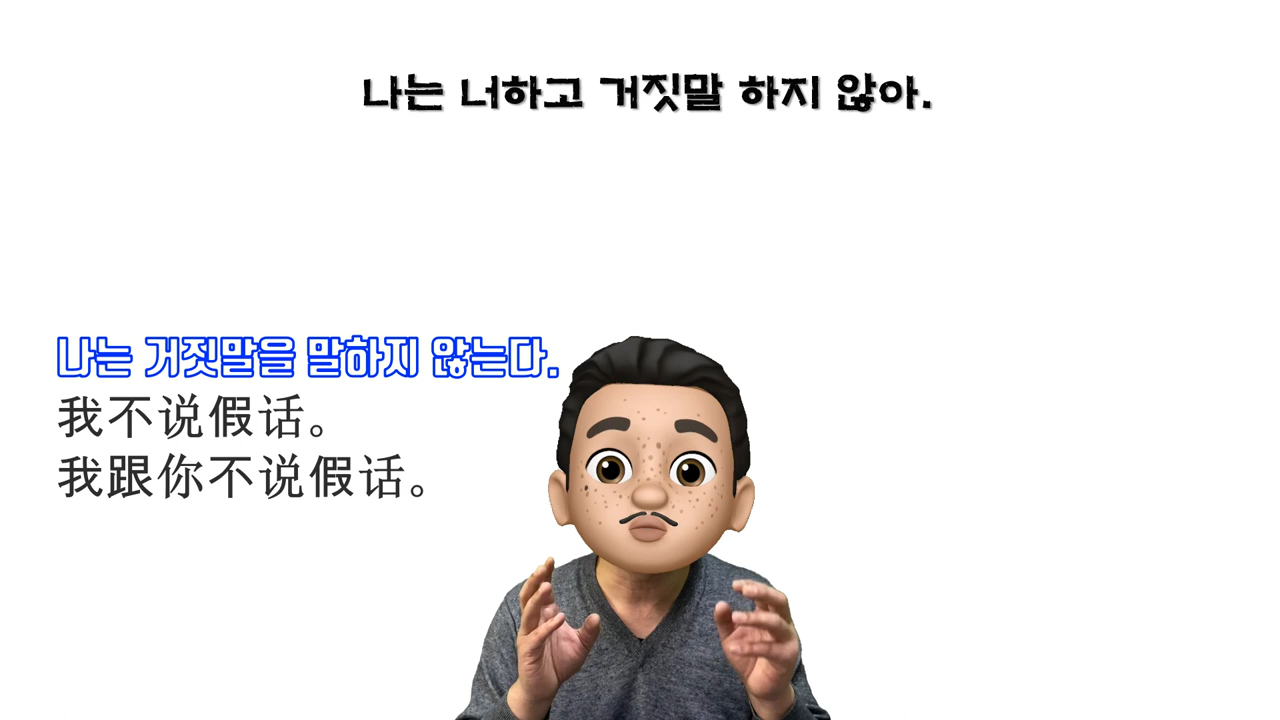 나는 너하고 거짓말 하지 않아.
나는 거짓말을 말하지 않는다.
我不说假话。
我跟你不说假话。